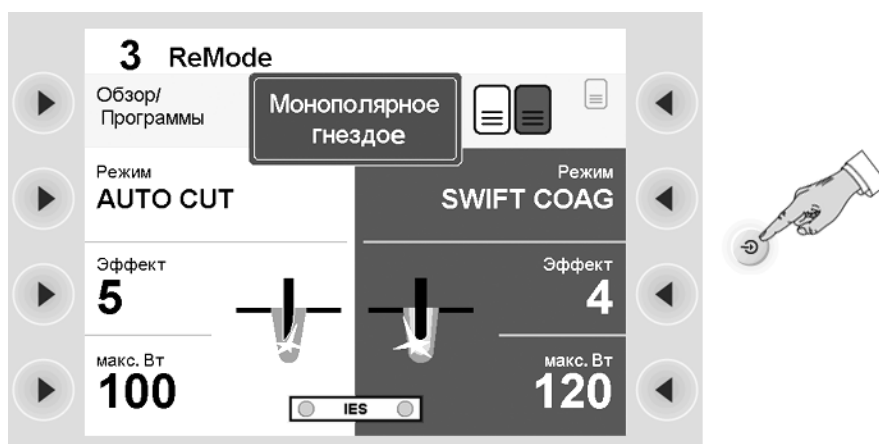 3 ReMode
Обзор/
Программы
Монополярное
гнездое
Режим
AUTO CUT
Режим
SWIFT COAG
Эффект
5
Эффект
4
макс. Вт
100
макс. Вт
120
IES